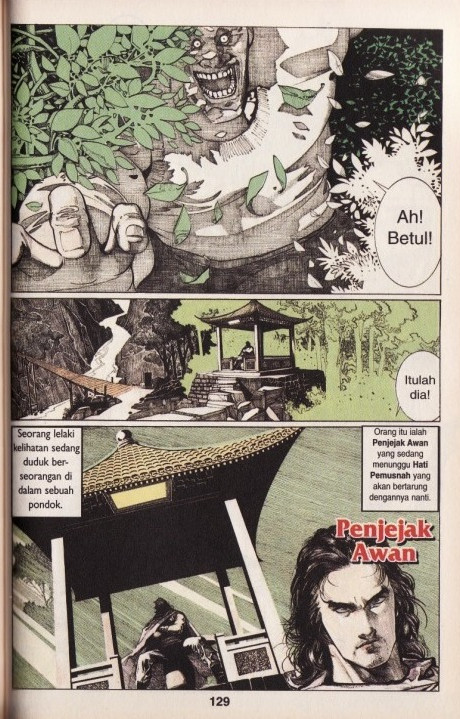 Ah!
Betul!
Itulah
dia!
Seorang lelaki
kelihatan sedang
duduk ber-
seorangan di
dalam sebuah
pondok.
Orang itu ialah
Penjejak Awan
yang sedang
menunggu Hati
Pemusnah yang
akan bertarung
dengannya nanti.
Penjejak
Awan
129